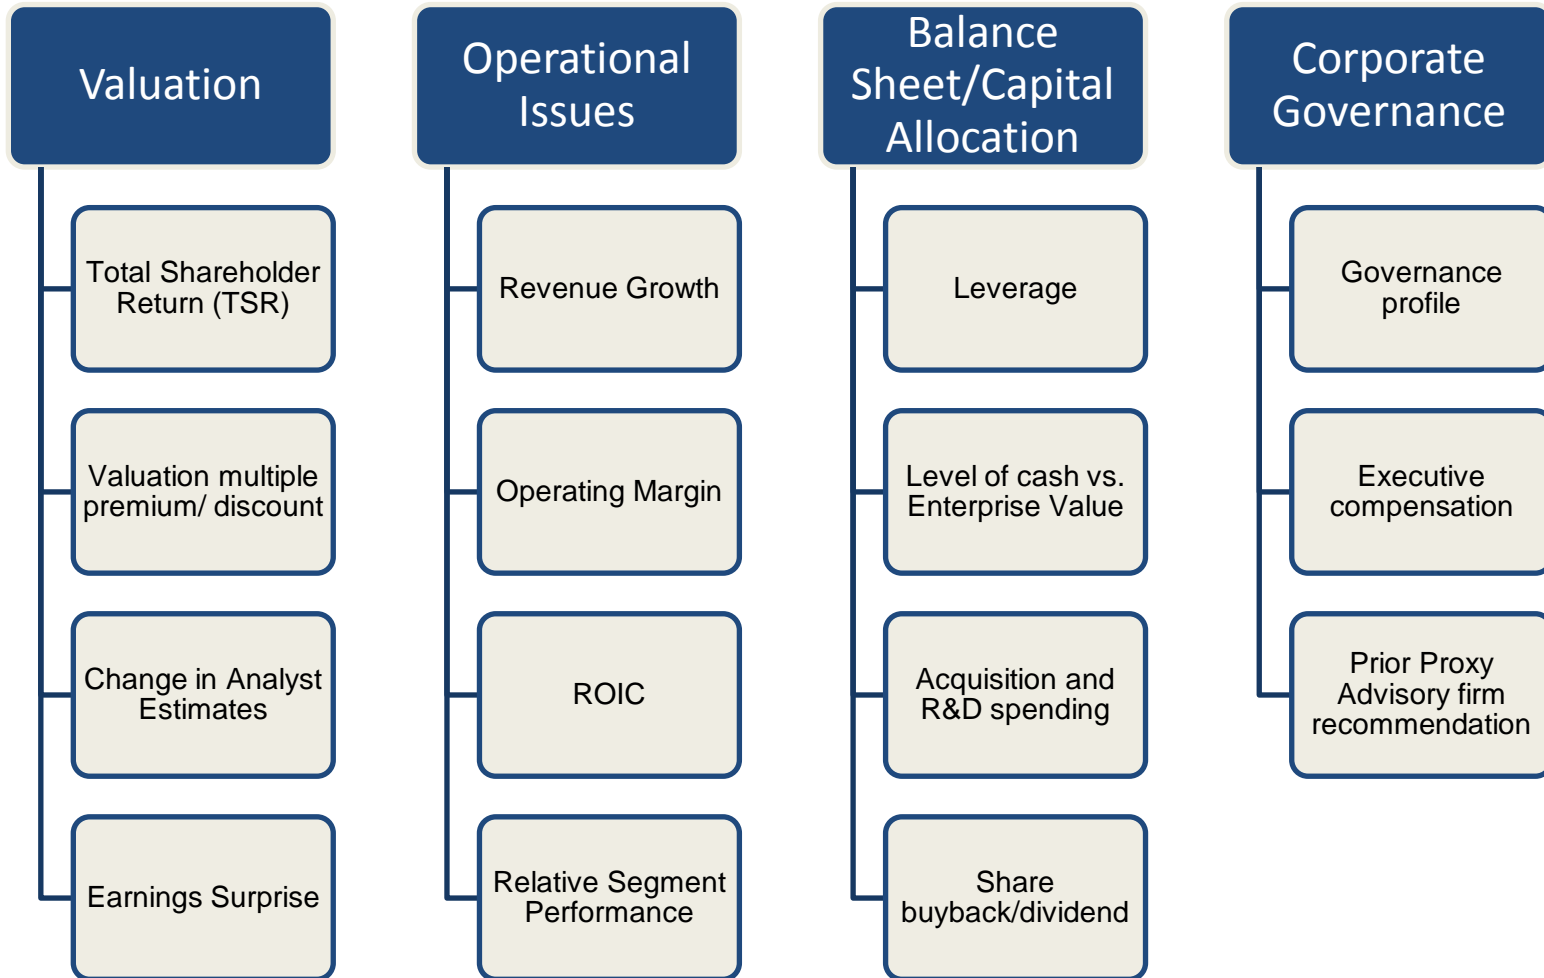 Valuation
Total Shareholder
Return (TSR)
Valuation multiple
premium/ discount
Change in Analyst
Estimates
Earnings Surprise
Operational
Issues
Revenue Growth
Operating Margin
ROIC
Relative Segment
Performance
Balance
Sheet/Capital
Allocation
Leverage
Level of cash vs.
Enterprise Value
Acquisition and
R&D spending
Share
buyback/dividend
Corporate
Governance
Governance
profile
Executive
compensation
Prior Proxy
Advisory firm
recommendation